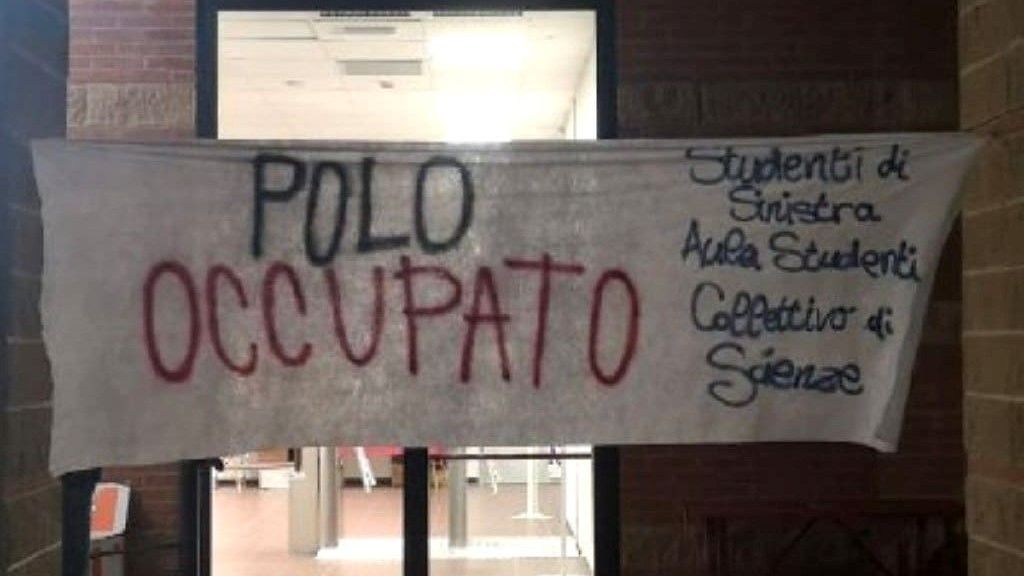 POLO
OCCUPATO
Studenti di
Sinistra
Aula Studenti
Collettivo di
Scienze